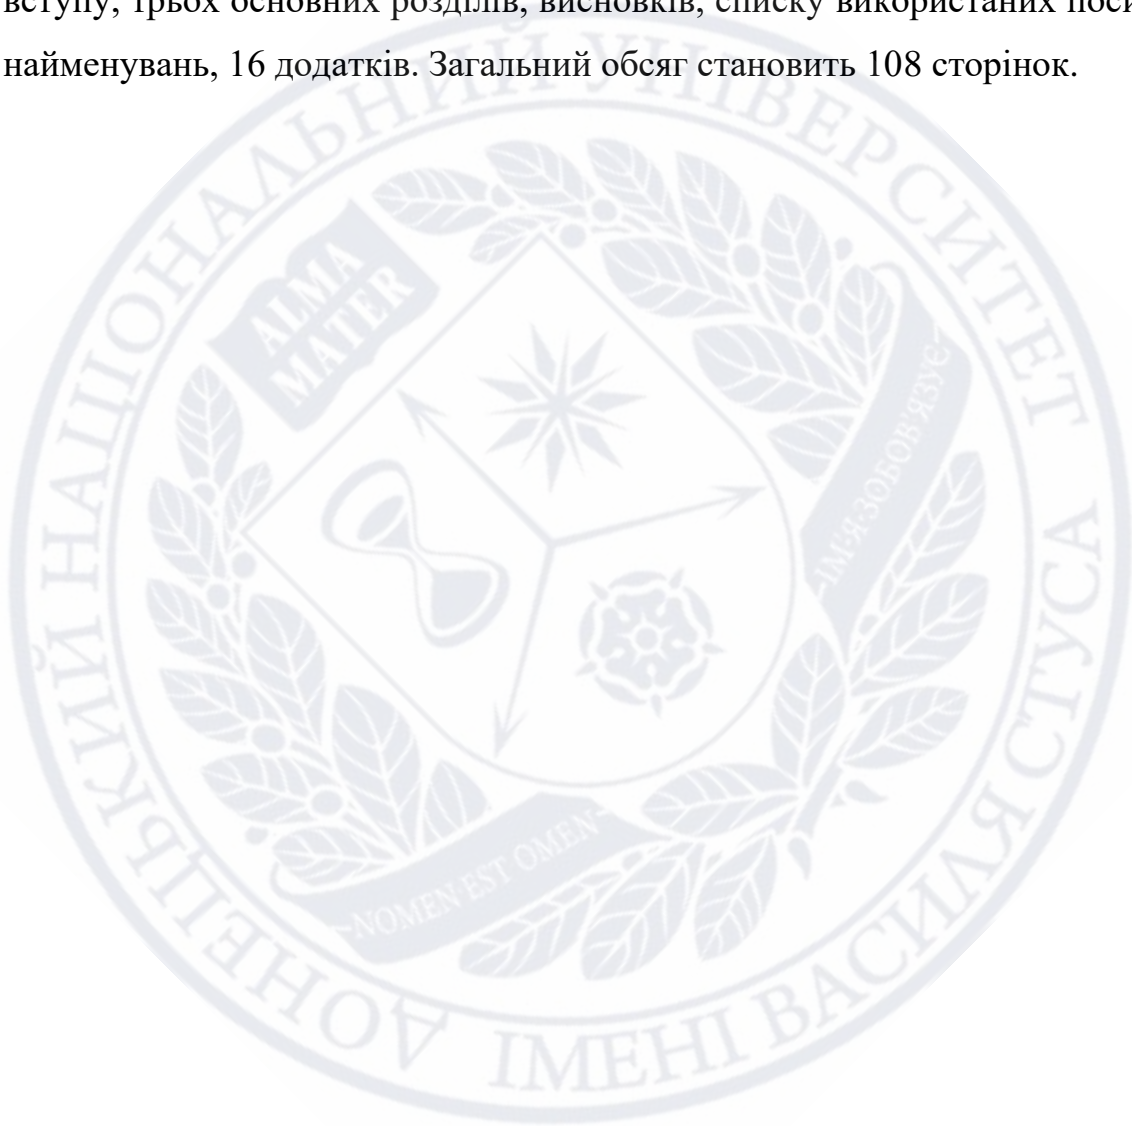 вступу, трьох основних розділів, висновків, списку використаних
найменувань, 16 додатків. Загальний обсяг становить 108 сторінок.
ДОНЕЦЬКИЙ НАЦІОНАЛЬНИЙ УНІВЕРСИТЕТ ІМЕНІ ВАСИЛЯ СТУСА
ALMA
MATER
ІМ'Я ЗОБОВ'ЯЗУЄ
NOMEN EST OMEN